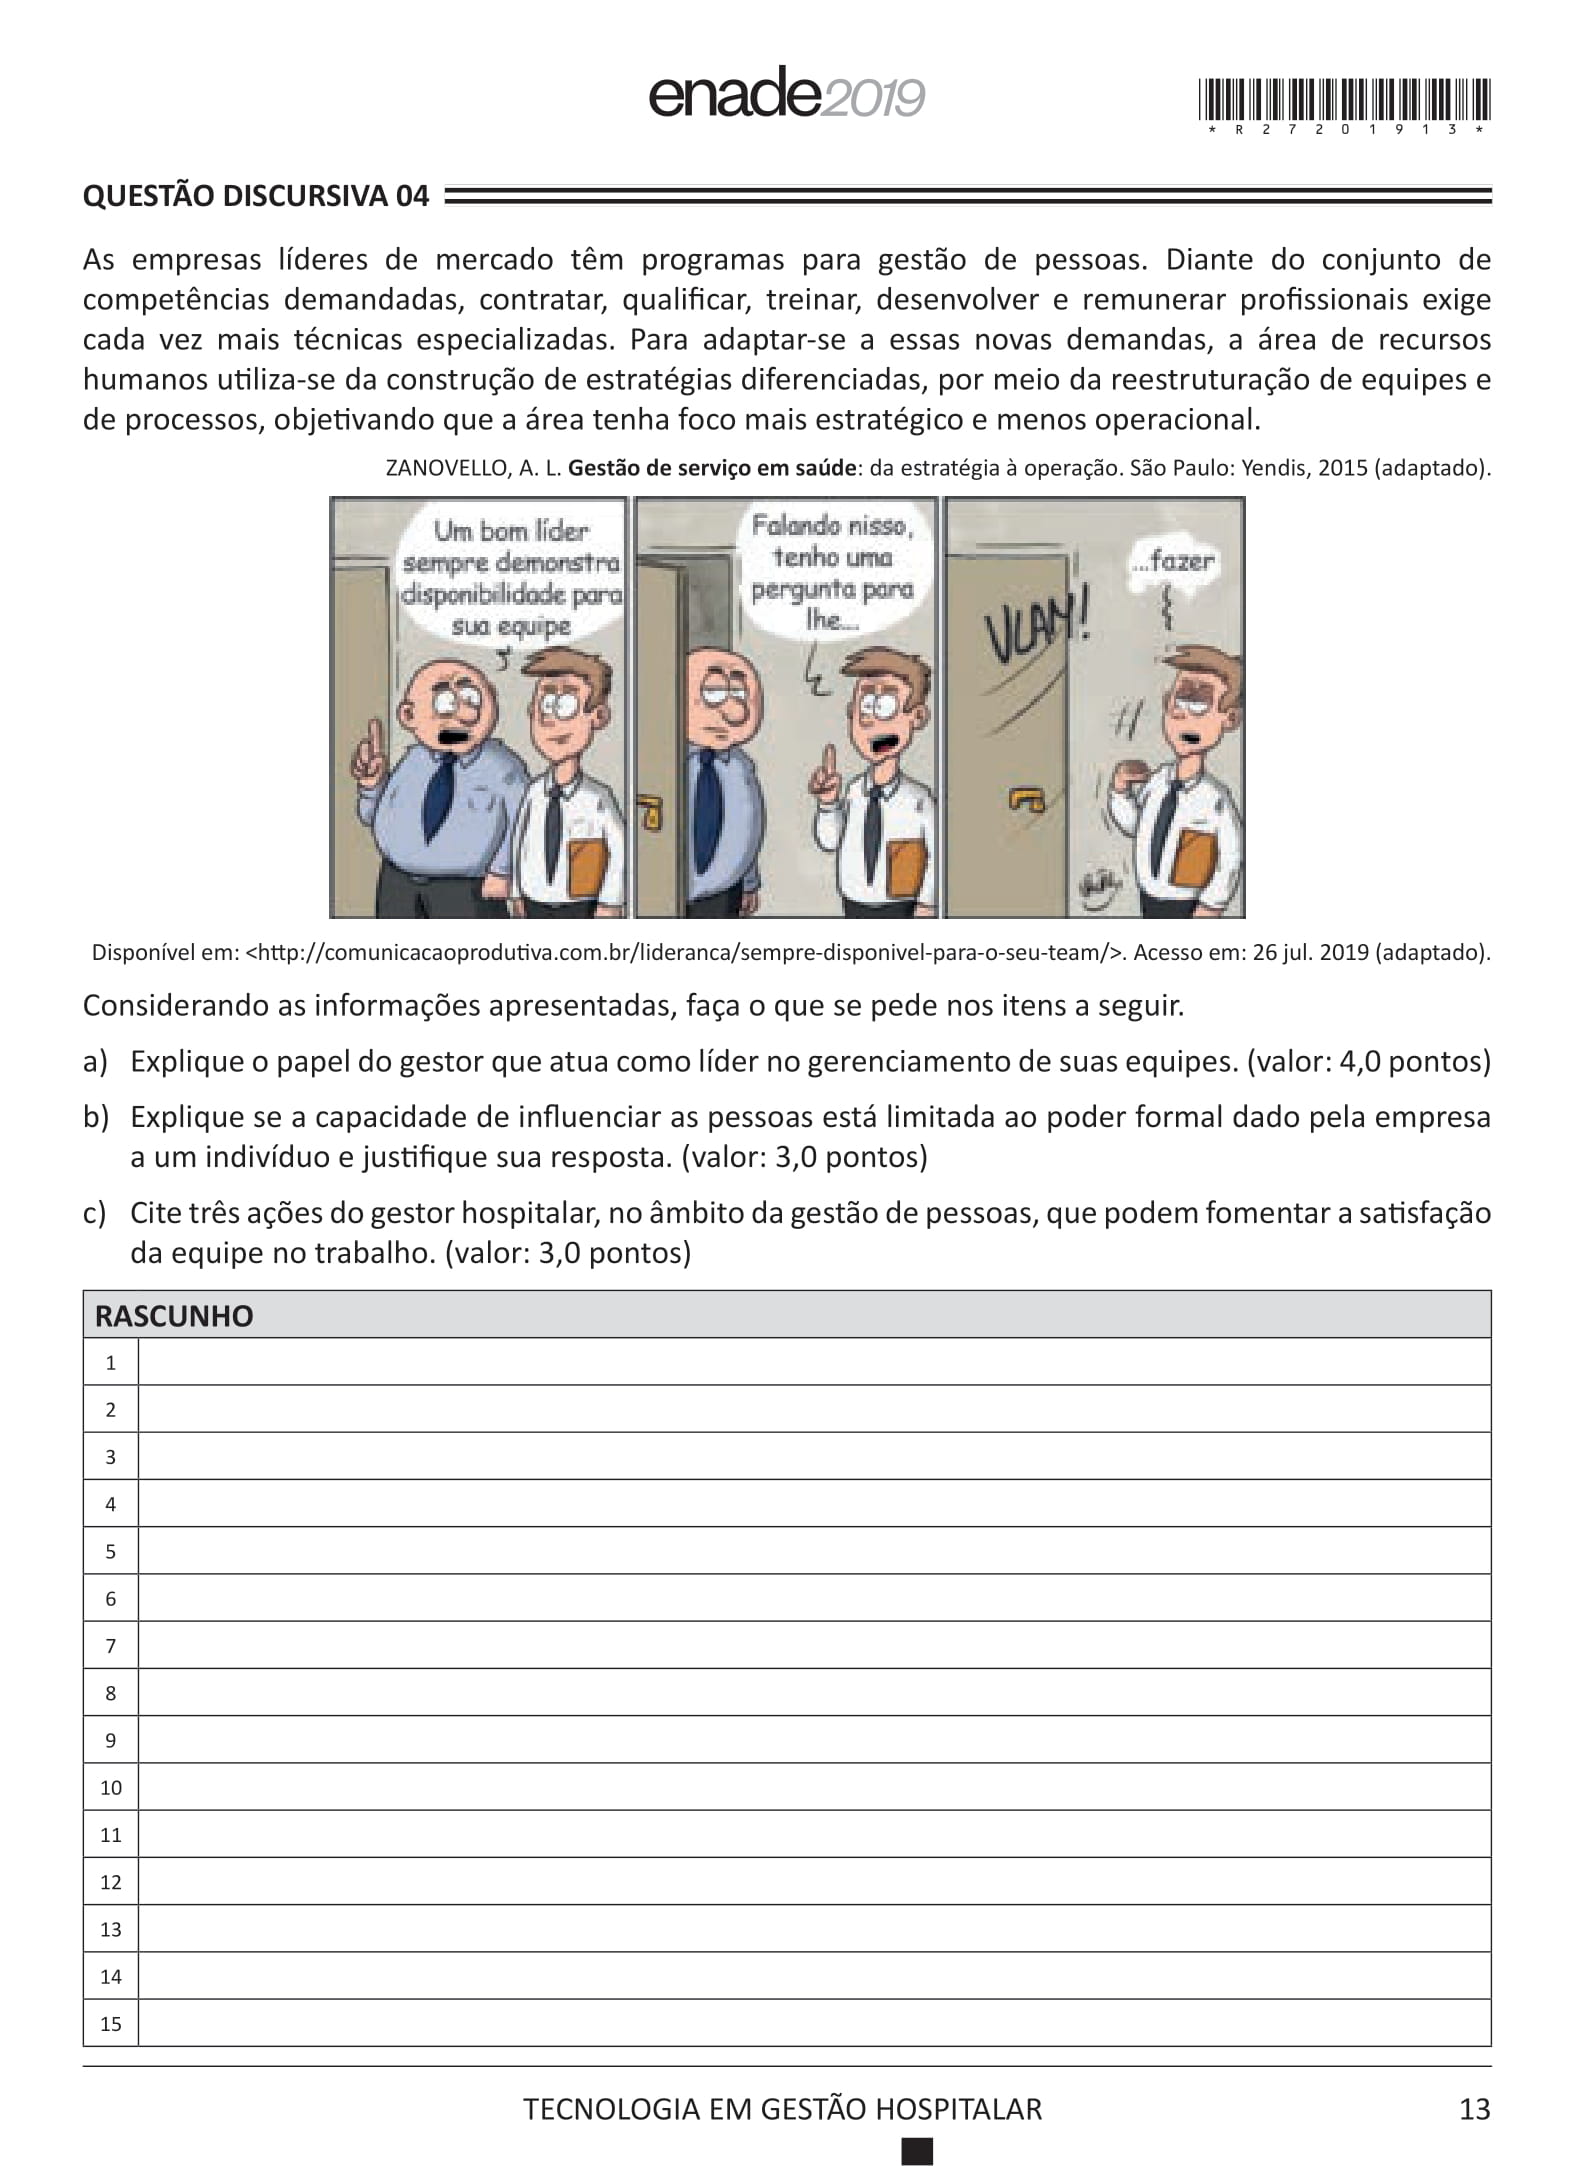 enade2019
*R27201913*
QUESTÃO DISCURSIVA 04
As empresas líderes de mercado têm programas para gestão de pessoas. Diante do conjunto de
competências demandadas, contratar, qualificar, treinar, desenvolver e remunerar profissionais exige
cada vez mais técnicas especializadas. Para adaptar-se a essas novas demandas, a área de recursos
humanos utiliza-se da construção de estratégias diferenciadas, por meio da reestruturação de equipes e
de processos, objetivando que a área tenha foco mais estratégico e menos operacional.
ZANOVELLO, A. L. Gestão de serviço em saúde: da estratégia à operação. São Paulo: Yendis, 2015 (adaptado).
Um bom líder
sempre demonstra
disponibilidade para
sua equipe
Falando nisso,
tenho uma
pergunta para
lhe...
VLAM!
...fazer
Disponível em: <http://comunicacaoprodutiva.com.br/lideranca/sempre-disponivel-para-o-seu-team/>. Acesso em: 26 jul. 2019 (adaptado).
Considerando as informações apresentadas, faça o que se pede nos itens a seguir.
a) Explique o papel do gestor que atua como líder no gerenciamento de suas equipes. (valor: 4,0 pontos)
b) Explique se a capacidade de influenciar as pessoas está limitada ao poder formal dado pela empresa
a um indivíduo e justifique sua resposta. (valor: 3,0 pontos)
c) Cite três ações do gestor hospitalar, no âmbito da gestão de pessoas, que podem fomentar a satisfação
da equipe no trabalho. (valor: 3,0 pontos)
RASCUNHO
1
2
3
4
5
6
7
8
9
10
11
12
13
14
15
TECNOLOGIA EM GESTÃO HOSPITALAR
13